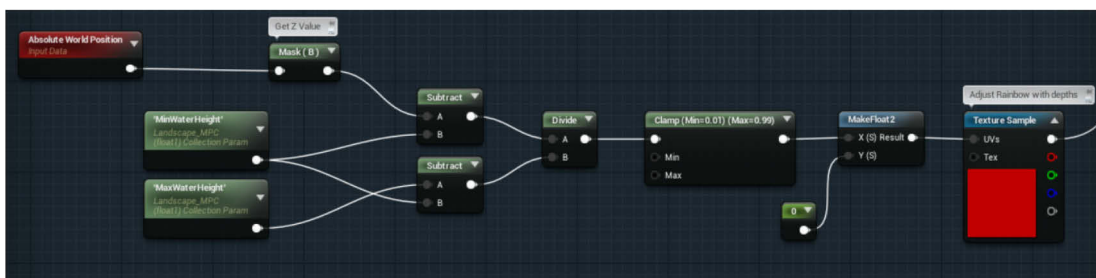 Absolute World Position
Input Data
Get Z Value
Mask ( B )
'MinWaterHeight'
Landscape_MPC
(float1) Collection Param
'MaxWaterHeight'
Landscape_MPC
(float1) Collection Param
Subtract
A
B
Subtract
A
B
Divide
A
B
Clamp (Min=0.01) (Max=0.99)
Min
Max
0
MakeFloat2
X (S) Result
Y (S)
Adjust Rainbow with depths
Texture Sample
UVs
Tex